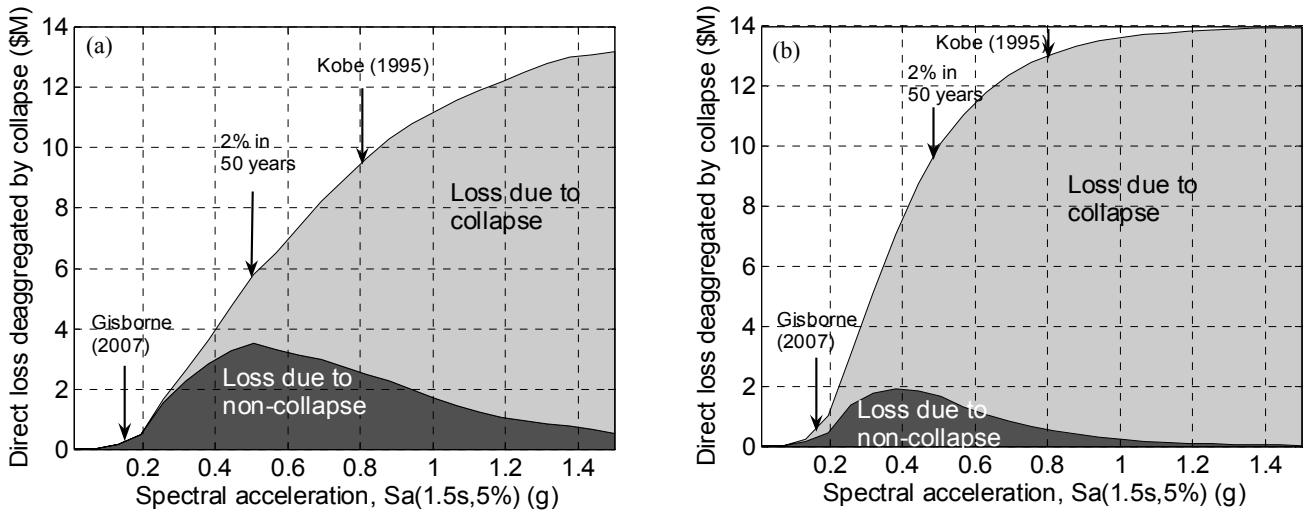 Direct loss deaggregated by collapse ($M)
14
12
10
8
6
4
2
0
(a)
Kobe (1995)
2% in
50 years
Loss due to
collapse
Gisborne
(2007)
Loss due to
non-collapse
0.2 0.4 0.6 0.8 1 1.2 1.4
Spectral acceleration, Sa(1.5s,5%) (g)
Direct loss deaggregated by collapse ($M)
14
12
10
8
6
4
2
0
(b)
Kobe (1995)
2% in
50 years
Loss due to
collapse
Gisborne
(2007)
Loss due to
non-collapse
0.2 0.4 0.6 0.8 1 1.2 1.4
Spectral acceleration, Sa(1.5s,5%) (g)